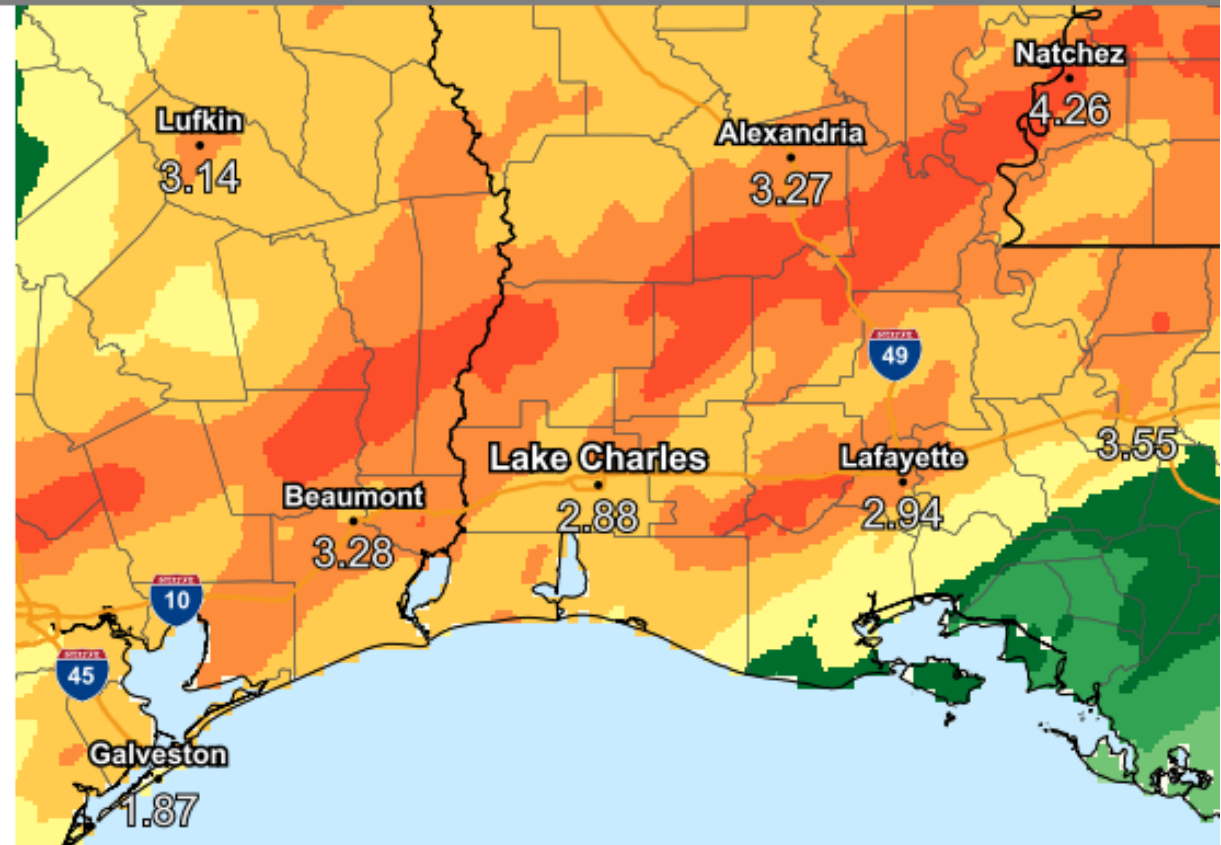 Natchez
4.26
Lufkin
3.14
Alexandria
3.27
49
3.55
Lake Charles
2.88
Lafayette
2.94
Beaumont
3.28
10
45
Galveston
1.87